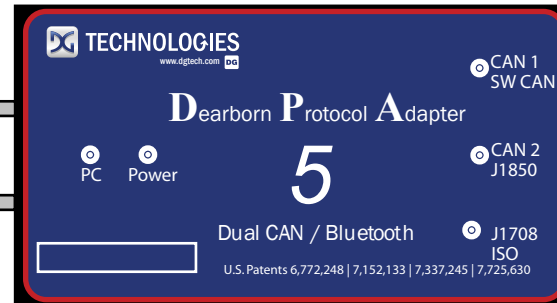 DG TECHNOLOGIES
www.dgtech.com DG
CAN 1
SW CAN
Dearborn Protocol Adapter
PC
Power
5
CAN 2
J1850
Dual CAN / Bluetooth
J1708
ISO
U.S. Patents 6,772,248 | 7,152,133 | 7,337,245 | 7,725,630